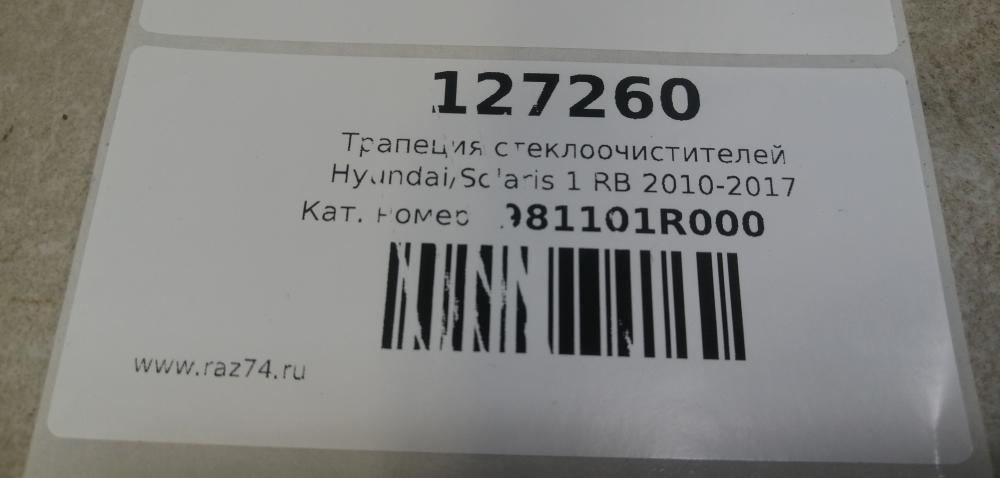 127260
Трапеция стеклоочистителей
Hyundai/Solaris 1 RB 2010-2017
Кат. номер 981101R000
www.raz74.ru